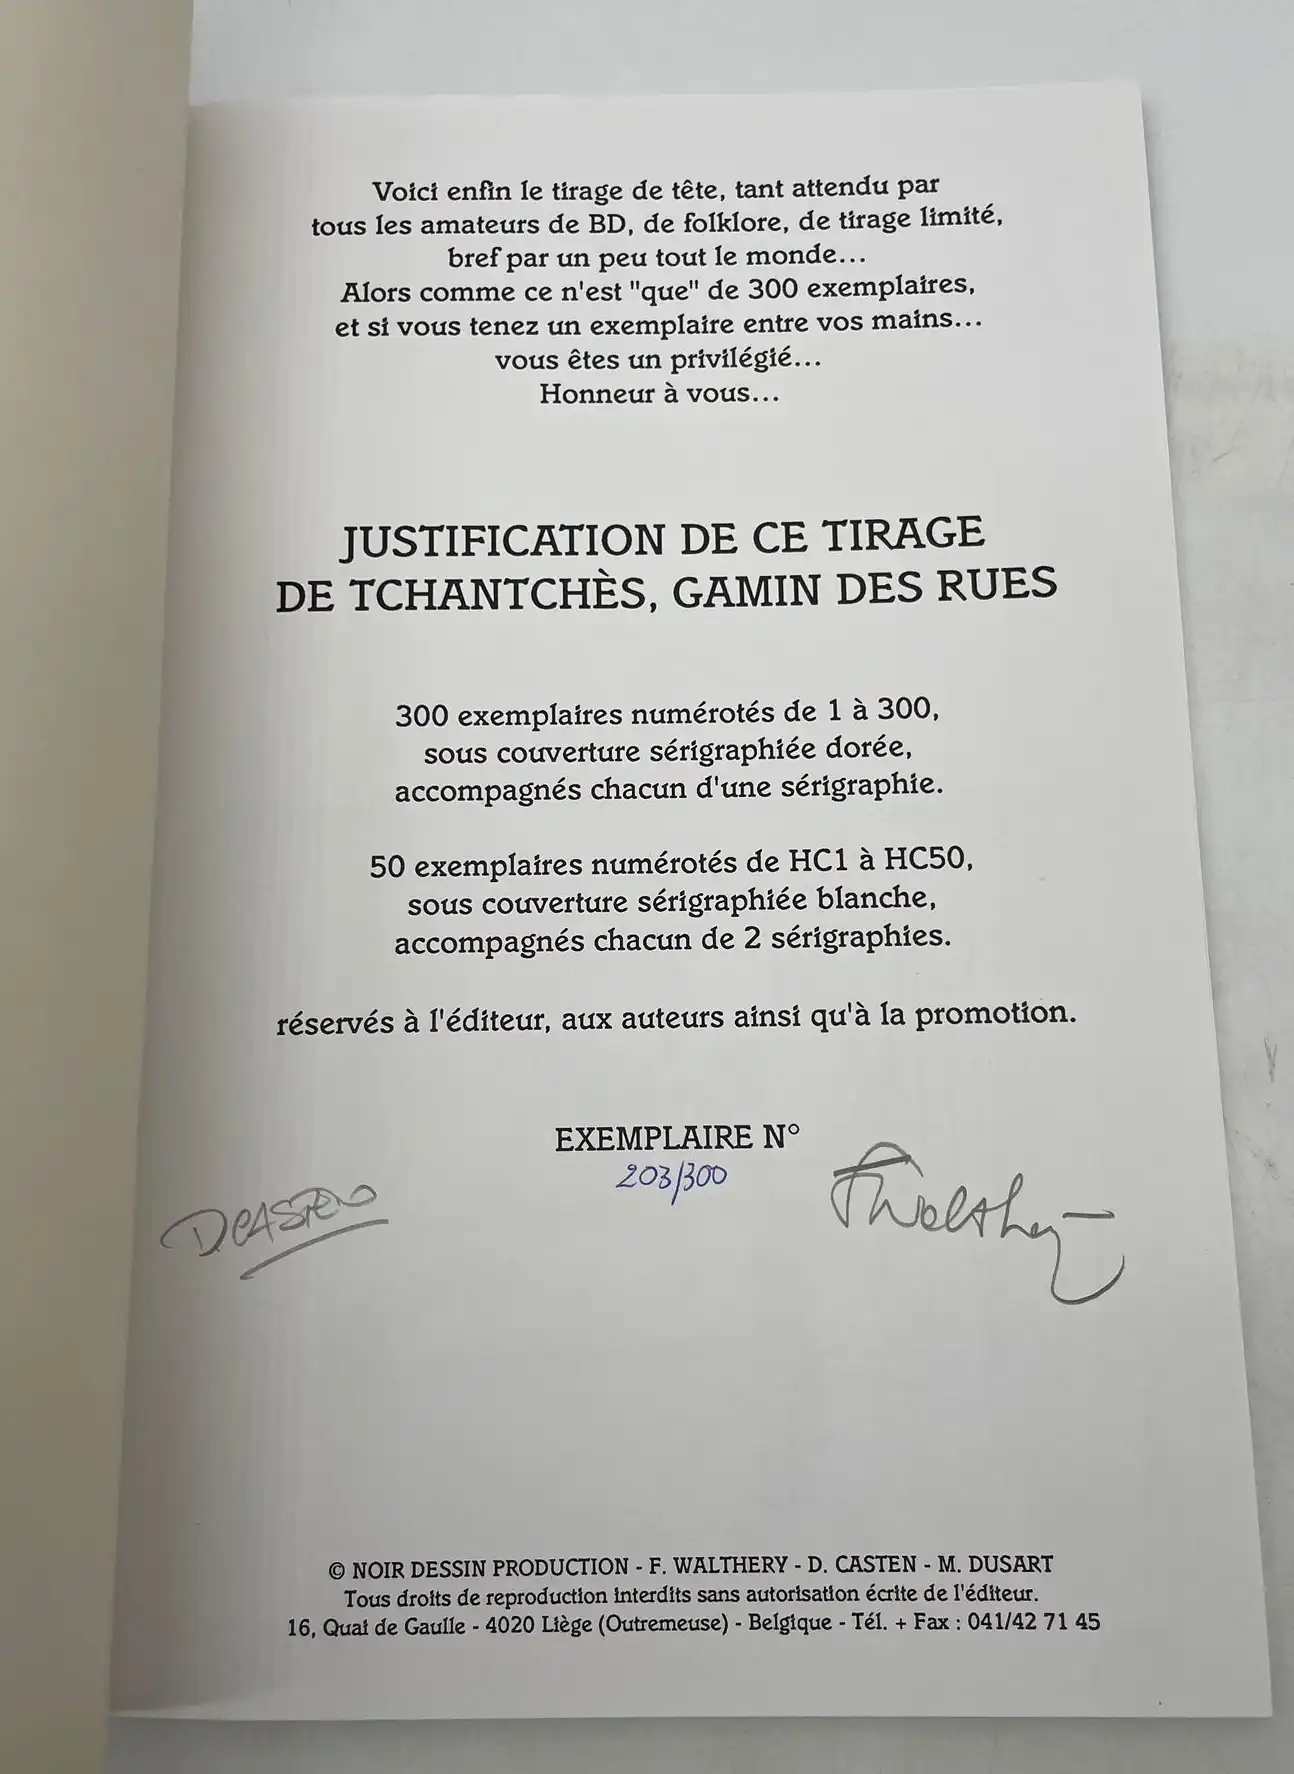 Voici enfin le tirage de tête, tant attendu par
tous les amateurs de BD, de folklore, de tirage limité,
bref par un peu tout le monde...
Alors comme ce n'est "que" de 300 exemplaires,
et si vous tenez un exemplaire entre vos mains...
vous êtes un privilégié...
Honneur à vous...
JUSTIFICATION DE CE TIRAGE
DE TCHANTCHÈS, GAMIN DES RUES
300 exemplaires numérotés de 1 à 300,
sous couverture sérigraphiée dorée,
accompagnés chacun d'une sérigraphie.
50 exemplaires numérotés de HC1 à HC50,
sous couverture sérigraphiée blanche,
accompagnés chacun de 2 sérigraphies.
réservés à l'éditeur, aux auteurs ainsi qu'à la promotion.
EXEMPLAIRE N°
203/300
D.CASTEN
FWalthery
© NOIR DESSIN PRODUCTION - F. WALTHERY - D. CASTEN - M. DUSART
Tous droits de reproduction interdits sans autorisation écrite de l'éditeur.
16, Quai de Gaulle - 4020 Liège (Outremeuse) - Belgique - Tél. + Fax : 041/42 71 45